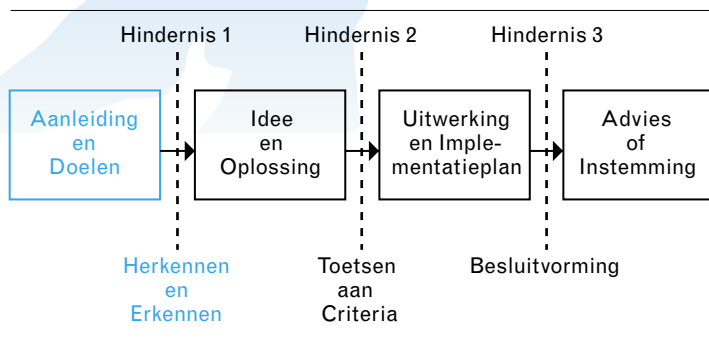 Hindernis 1
Hindernis 2
Hindernis 3
Aanleiding
en
Doelen
Idee
en
Oplossing
Uitwerking
en Imple-
mentatieplan
Advies
of
Instemming
Herkennen
en
Erkennen
Toetsen
aan
Criteria
Besluitvorming